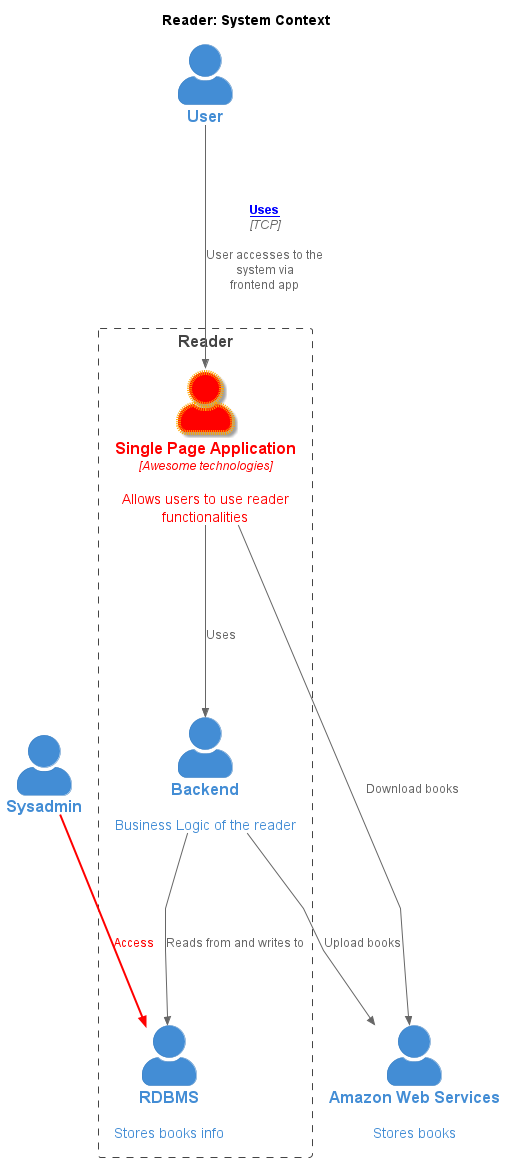 Reader: System Context
User
Uses
[TCP]
User accesses to the
system via
frontend app
Reader
Single Page Application
[Awesome technologies]
Allows users to use reader
functionalities
Uses
Backend
Business Logic of the reader
Sysadmin
Download books
Access
Reads from and writes to
Upload books
RDBMS
Stores books info
Amazon Web Services
Stores books